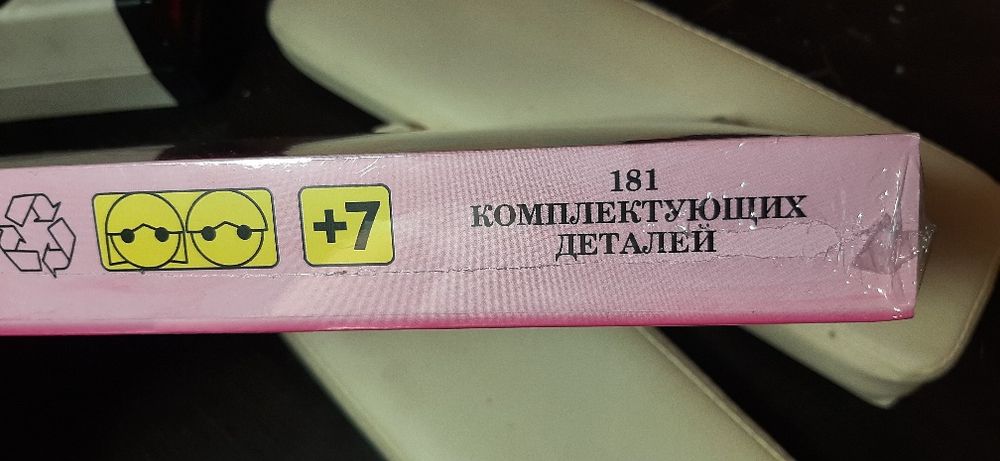 +7
181
КОМПЛЕКТУЮЩИХ
ДЕТАЛЕЙ